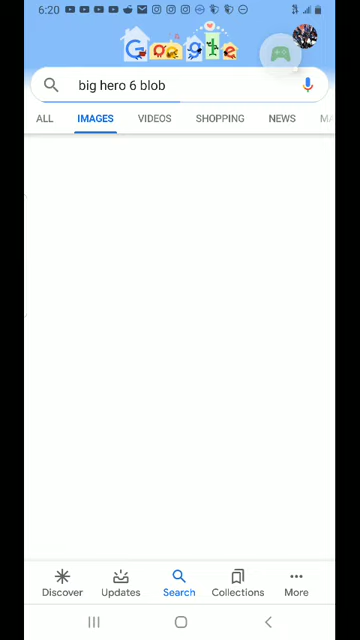 6:20
Google
big hero 6 blob
ALL IMAGES VIDEOS SHOPPING NEWS
Discover Updates Search Collections More